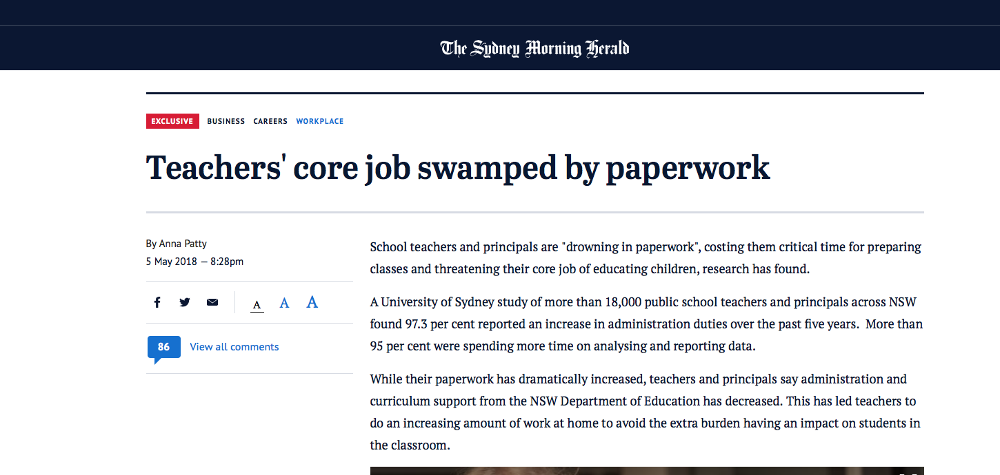 The Sydney Morning Herald
EXCLUSIVE BUSINESS CAREERS WORKPLACE
Teachers' core job swamped by paperwork
By Anna Patty
5 May 2018 — 8:28pm
A A A
86 View all comments
School teachers and principals are "drowning in paperwork", costing them critical time for preparing
classes and threatening their core job of educating children, research has found.
A University of Sydney study of more than 18,000 public school teachers and principals across NSW
found 97.3 per cent reported an increase in administration duties over the past five years.  More than
95 per cent were spending more time on analysing and reporting data.
While their paperwork has dramatically increased, teachers and principals say administration and
curriculum support from the NSW Department of Education has decreased. This has led teachers to
do an increasing amount of work at home to avoid the extra burden having an impact on students in
the classroom.